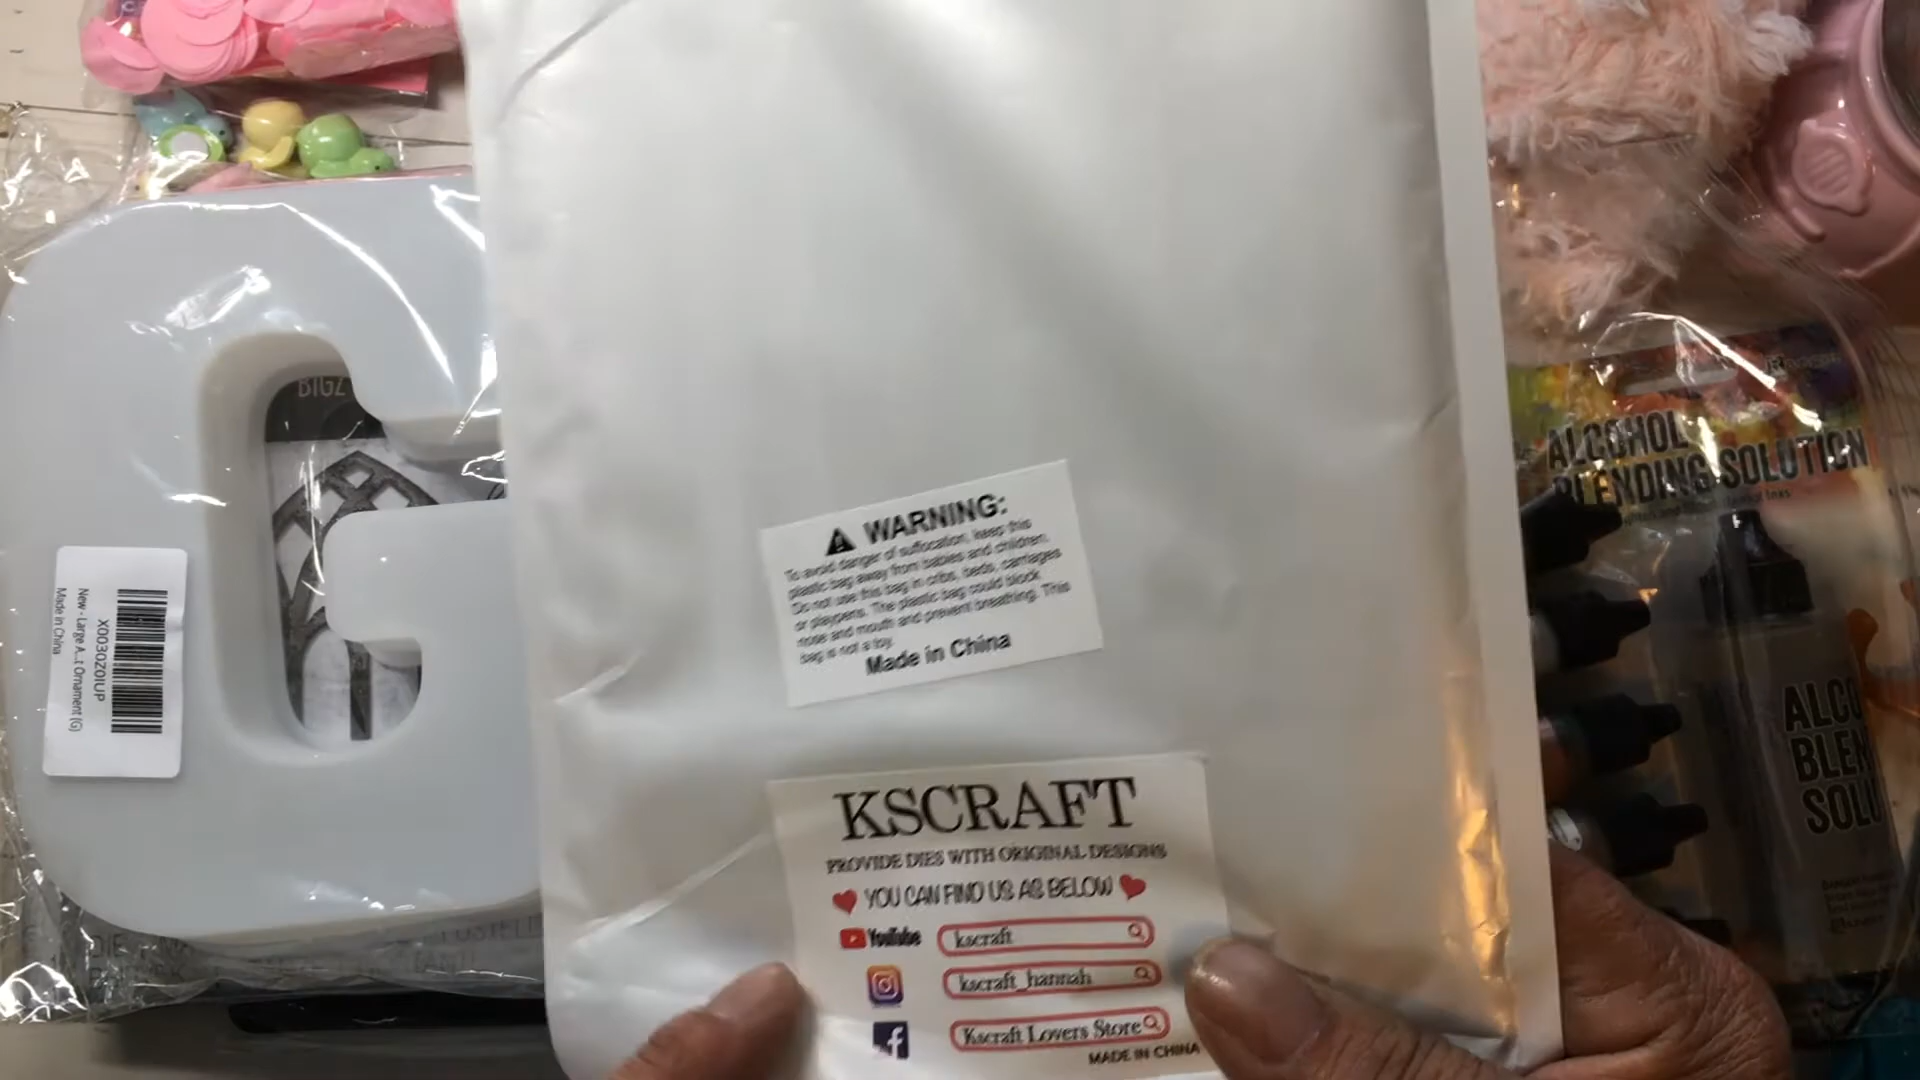 BIGZ
X0030Z0IUP
New - Large A...t Ornament (G)
Made in China
WARNING:
To avoid danger of suffocation, keep this
plastic bag away from babies and children.
Do not use this bag in cribs, beds, carriages
or playpens. The plastic bag could block
nose and mouth and prevent breathing. This
bag is not a toy.
Made in China
KSCRAFT
PROVIDE DIES WITH ORIGINAL DESIGNS
YOU CAN FIND US AS BELOW
YouTube
kscraft
kscraft_hannah
Kscraft Lovers Store
MADE IN CHINA
ALCOHOL
BLENDING SOLUTION
ALCO
BLEN
SOLU